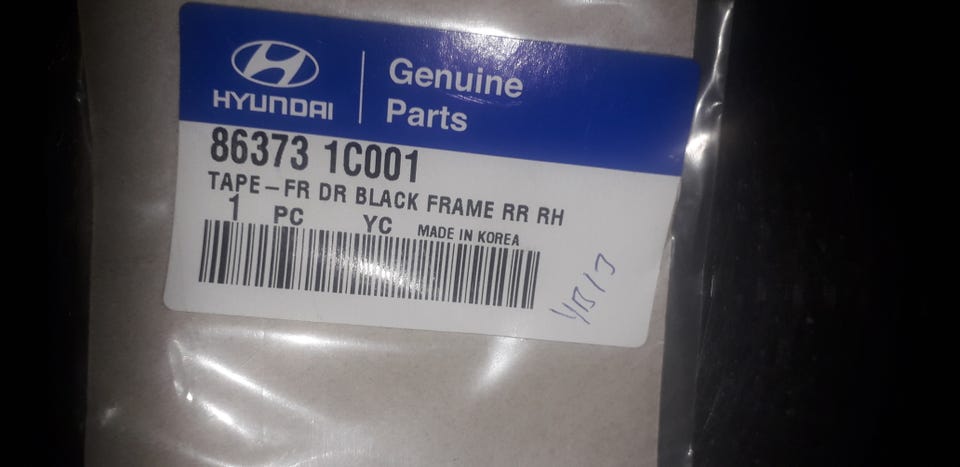 HYUNDAI
Genuine
Parts
86373 1C001
TAPE-FR DR BLACK FRAME RR RH
1 PC YC MADE IN KOREA